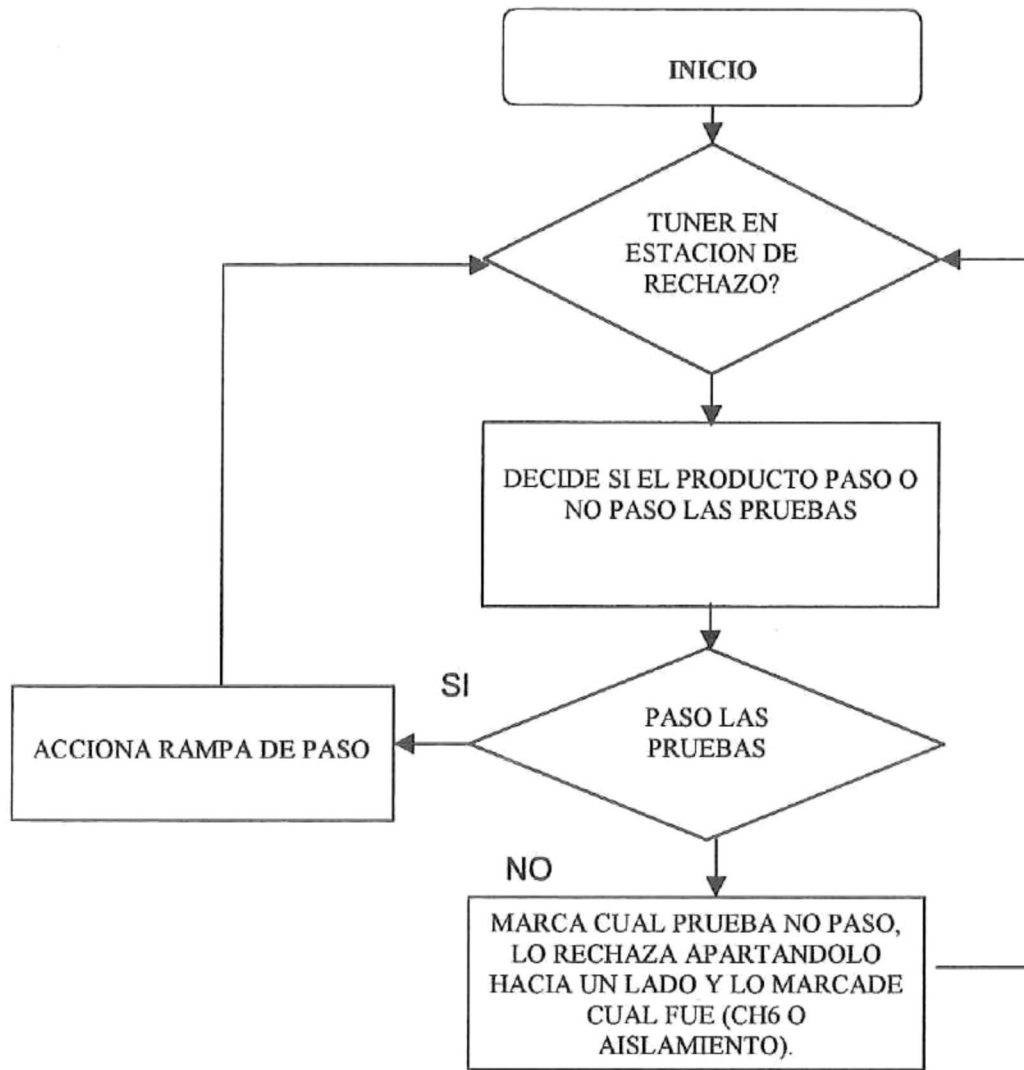 INICIO
TUNER EN
ESTACION DE
RECHAZO?
DECIDE SI EL PRODUCTO PASO O
NO PASO LAS PRUEBAS
SI
PASO LAS
PRUEBAS
ACCIONA RAMPA DE PASO
NO
MARCA CUAL PRUEBA NO PASO,
LO RECHAZA APARTANDOLO
HACIA UN LADO Y LO MARCADE
CUAL FUE (CH6 O
AISLAMIENTO).